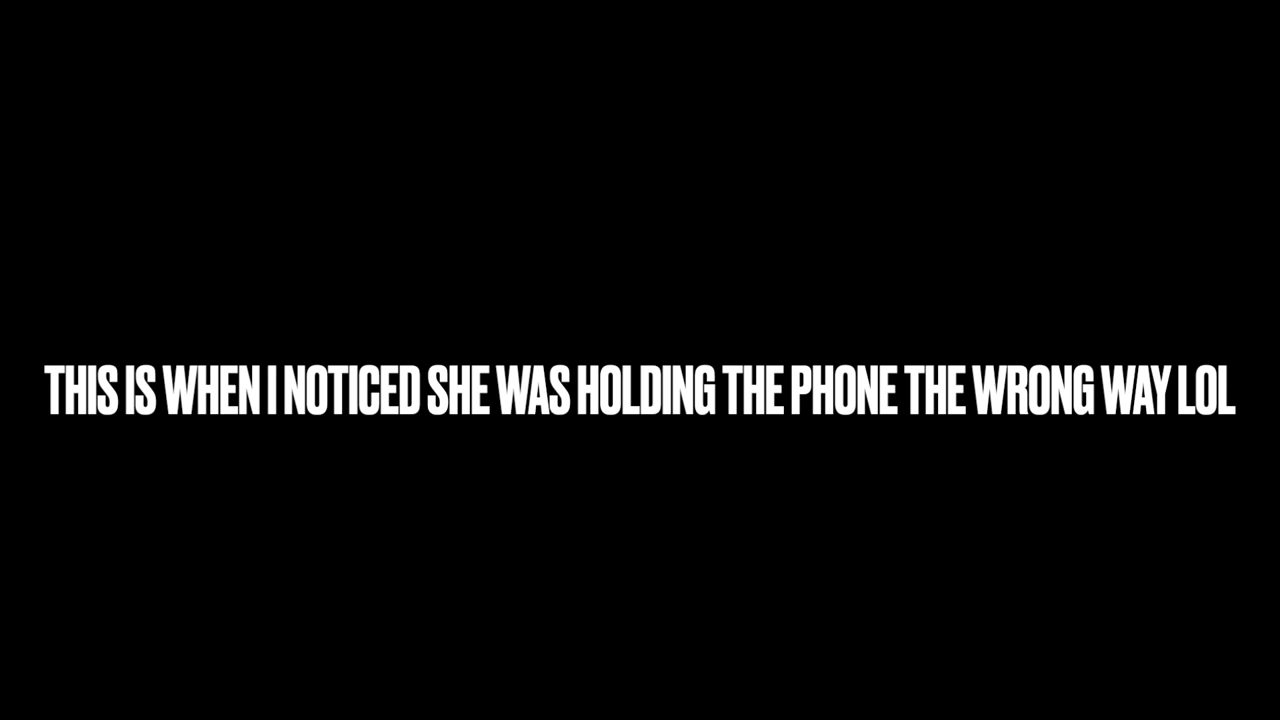 THIS IS WHEN I NOTICED SHE WAS HOLDING THE PHONE THE WRONG WAY LOL